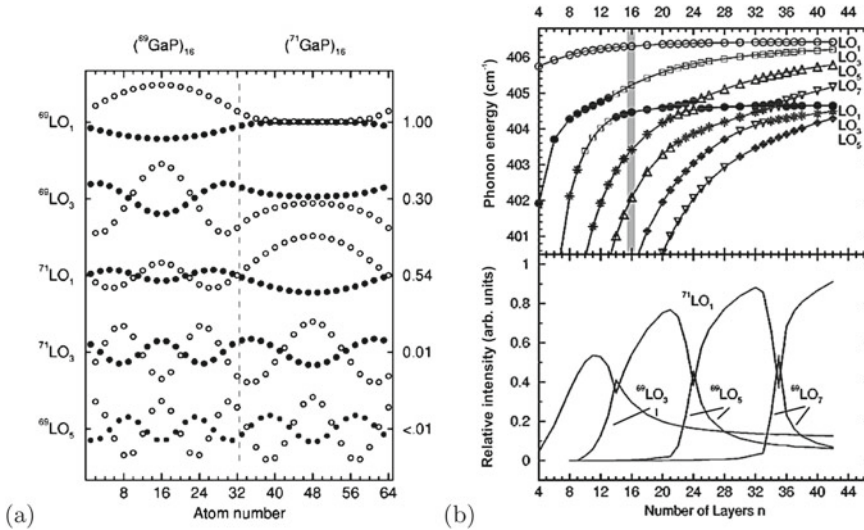 (⁶⁹GaP)₁₆ (⁷¹GaP)₁₆
⁶⁹LO₁ 1.00
⁶⁹LO₃ 0.30
⁷¹LO₁ 0.54
⁷¹LO₃ 0.01
⁶⁹LO₅ <.01
8 16 24 32 40 48 56 64
Atom number
(a)
4 8 12 16 20 24 28 32 36 40
406
405
404
403
402
401
Phonon energy (cm⁻¹)
LO₁
LO₃
LO₅
LO₇
LO₁
LO₃
LO₅
1
0.8
0.6
0.4
0.2
0
Relative intensity (arb. units)
⁷¹LO₁
⁶⁹LO₃
⁶⁹LO₅
⁶⁹LO₇
4 8 12 16 20 24 28 32 36 40
Number of Layers n
(b)